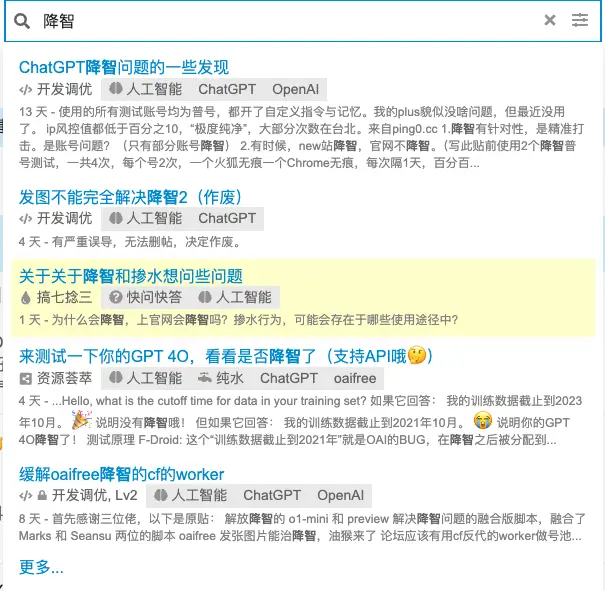 降智
ChatGPT降智问题的一些发现
开发调优 人工智能 ChatGPT OpenAI
13 天 - 使用的所有测试账号均为普号，都开了自定义指令与记忆。我的plus貌似没啥问题，但最近没用
了。 ip风控值都低于百分之10，“极度纯净”，大部分次数在台北。来自ping0.cc 1.降智有针对性，是精准打
击。是账号问题？（只有部分账号降智） 2.有时候，new站降智，官网不降智。（写此贴前使用2个降智普
号测试，一共4次，每个号2次，一个火狐无痕一个Chrome无痕，每次隔1天，百分百...
发图不能完全解决降智2（作废）
开发调优 人工智能 ChatGPT
4 天 - 有严重误导，无法删帖，决定作废。
关于关于降智和掺水想问些问题
搞七捻三 快问快答 人工智能
1 天 - 为什么会降智，上官网会降智吗？掺水行为，可能会存在于哪些使用途径中？
来测试一下你的GPT 4O，看看是否降智了（支持API哦🤔）
资源荟萃 人工智能 纯水 ChatGPT oaifree
4 天 - ...Hello, what is the cutoff time for data in your training set? 如果它回答： 我的训练数据截止到2023
年10月。 🎉 说明没有降智哦！ 但如果它回答： 我的训练数据截止到2021年10月。 😭 说明你的GPT
4O降智了！ 测试原理 F-Droid: 这个“训练数据截止到2021年”就是OAI的BUG，在降智之后被分配到...
缓解oaifree降智的cf的worker
开发调优, Lv2 人工智能 ChatGPT OpenAI
8 天 - 首先感谢三位佬，以下是原贴： 解放降智的 o1-mini 和 preview 解决降智问题的融合版脚本，融合了
Marks 和 Seansu 两位的脚本 oaifree 发张图片能治降智，油猴来了 论坛应该有用cf反代的worker做号池...
更多...